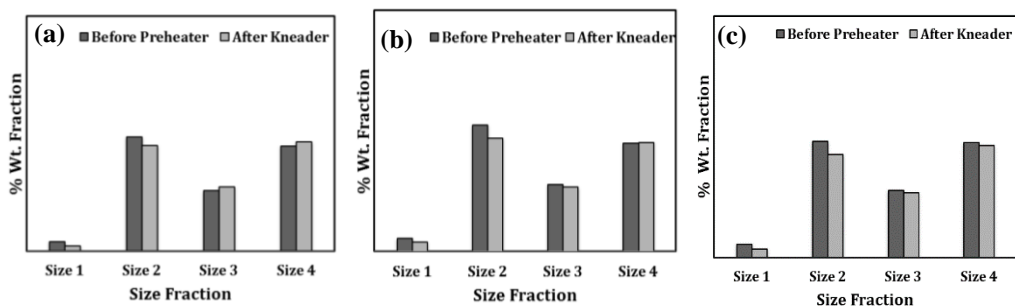 (a)
Before Preheater After Kneader
% Wt. Fraction
Size 1 Size 2 Size 3 Size 4
Size Fraction
(b)
Before Preheater After Kneader
% Wt. Fraction
Size 1 Size 2 Size 3 Size 4
Size Fraction
(c)
Before Preheater After Kneader
% Wt. Fraction
Size 1 Size 2 Size 3 Size 4
Size Fraction